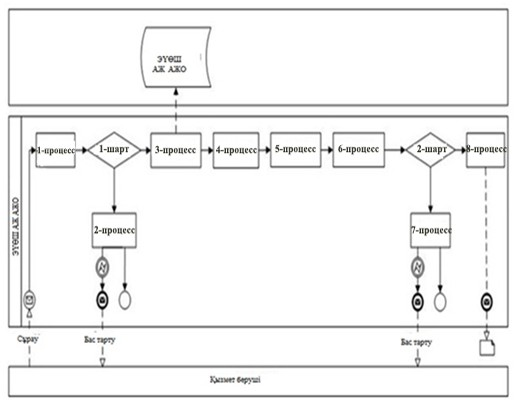 ЭҮӨШ
АЖ АЖО
ЭҮӨШ АЖ АЖО
1-процесс
1-шарт
3-процесс
4-процесс
5-процесс
6-процесс
2-шарт
8-процесс
2-процесс
7-процесс
Сұрау
Бас тарту
Бас тарту
Қызмет беруші